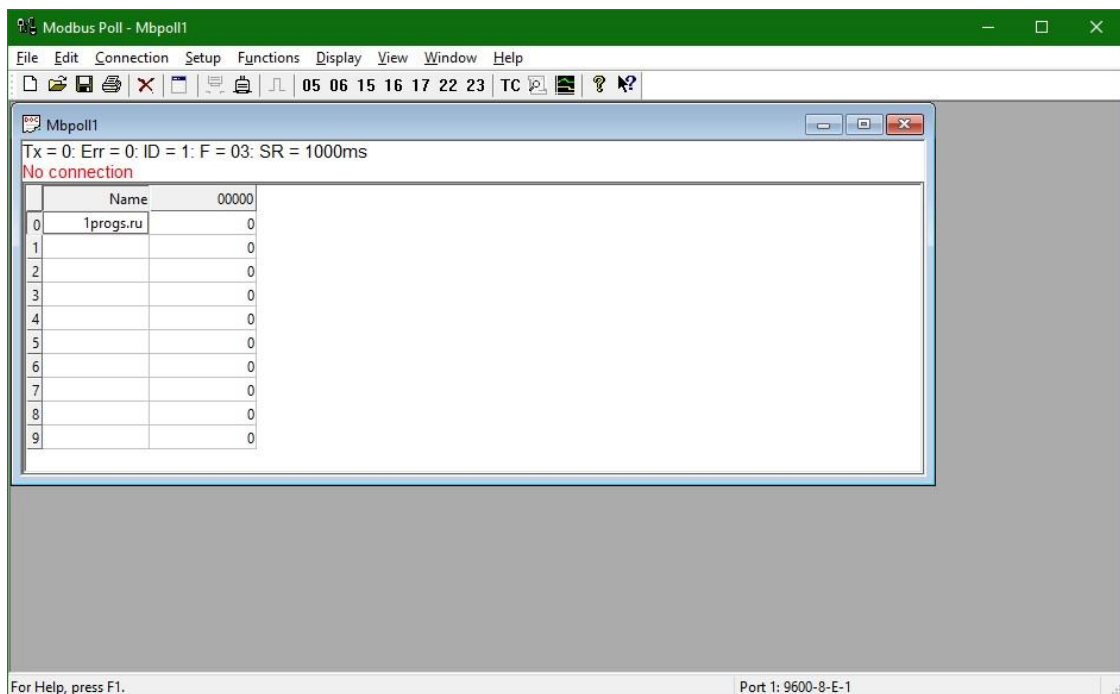 Modbus Poll - Mbpoll1
File Edit Connection Setup Functions Display View Window Help
05 06 15 16 17 22 23 TC
Mbpoll1
Tx = 0: Err = 0: ID = 1: F = 03: SR = 1000ms
No connection
Name 00000
0 1progs.ru 0
1 0
2 0
3 0
4 0
5 0
6 0
7 0
8 0
9 0
For Help, press F1. Port 1: 9600-8-E-1